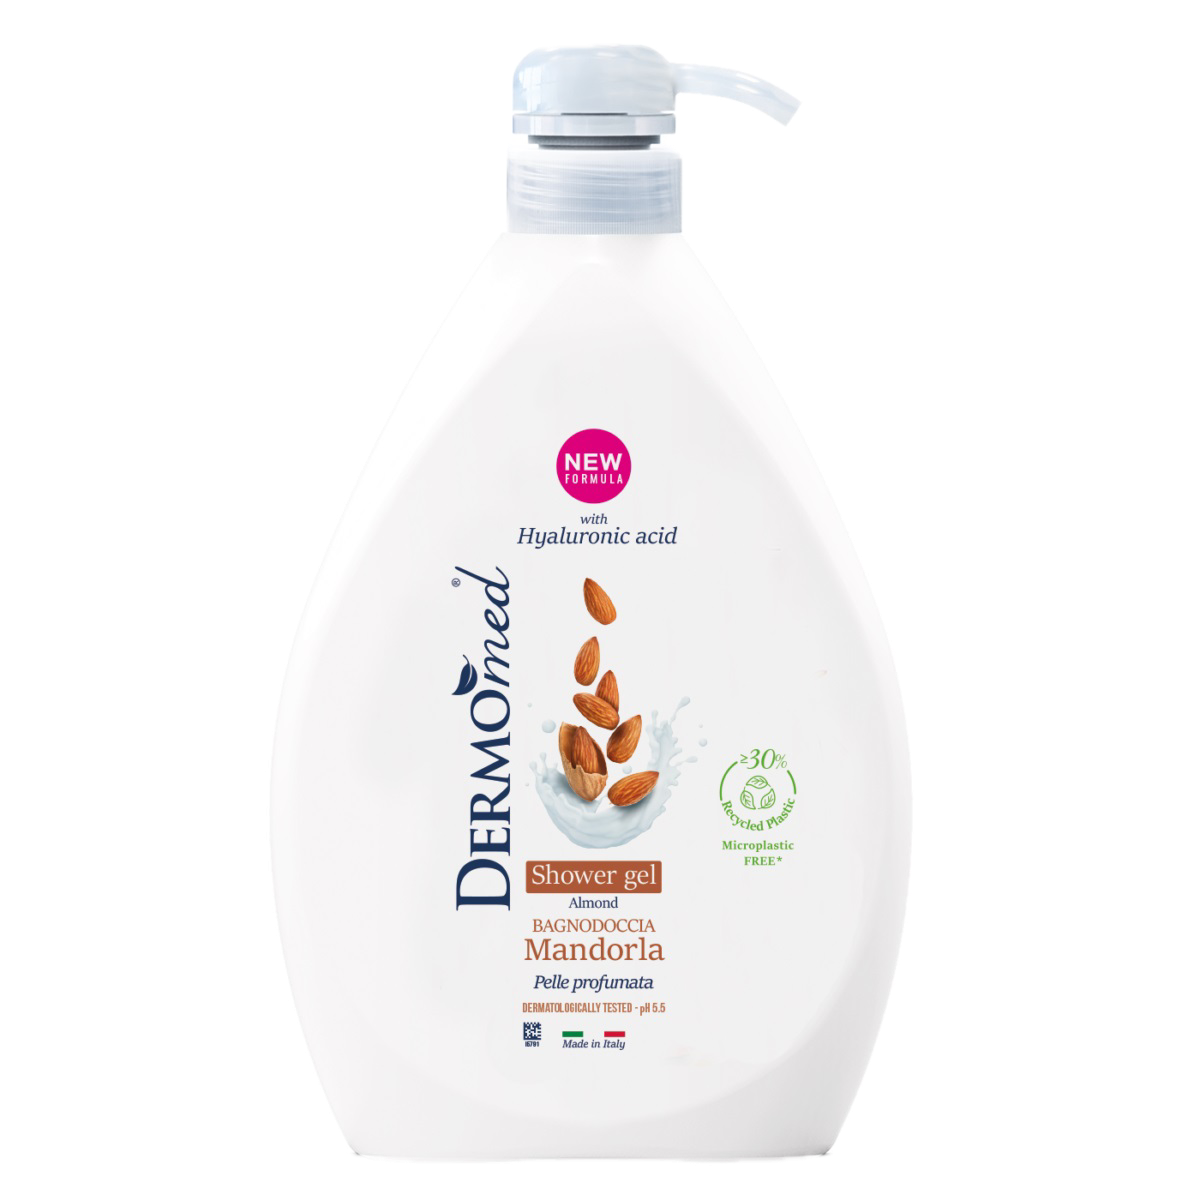 NEW
FORMULA
with
Hyaluronic acid
DERMOmed®
≥30%
Recycled Plastic
Microplastic
FREE*
Shower gel
Almond
BAGNODOCCIA
Mandorla
Pelle profumata
DERMATOLOGICALLY TESTED - pH 5.5
Made in Italy